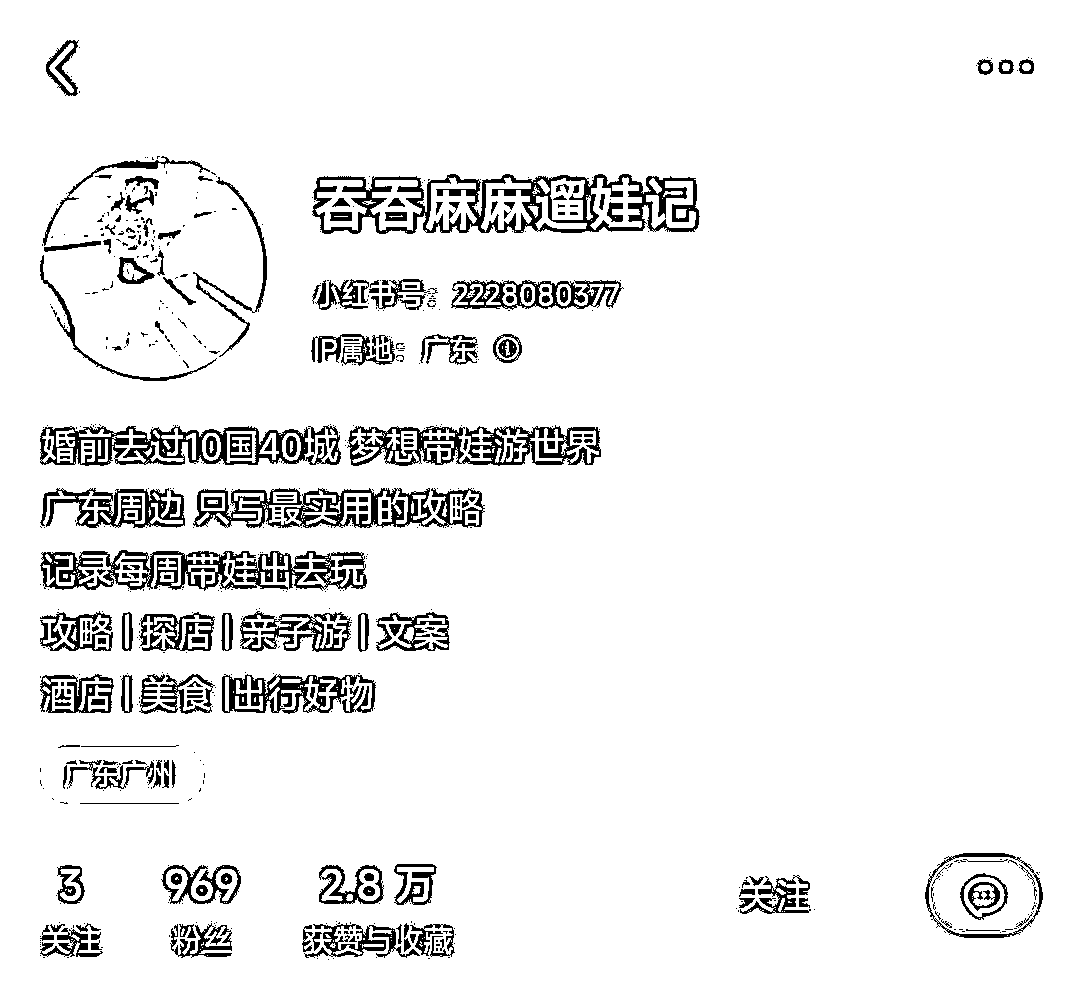 吞吞麻麻遛娃记
小红书号：2228080377
IP属地：广东
婚前去过10国40城 梦想带娃游世界
广东周边 只写最实用的攻略
记录每周带娃出去玩
攻略 | 探店 | 亲子游 | 文案
酒店 | 美食 |出行好物
广东广州
3 969 2.8 万
关注 粉丝 获赞与收藏
关注